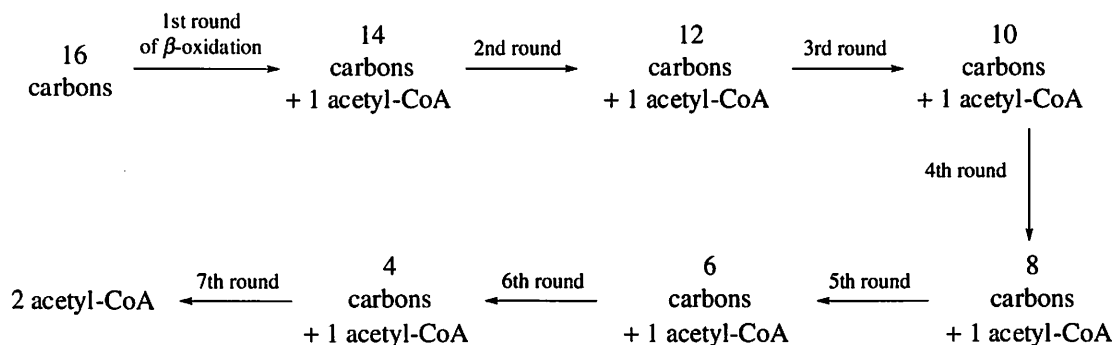 16
carbons
1st round
of β-oxidation
14
carbons
+ 1 acetyl-CoA
2nd round
12
carbons
+ 1 acetyl-CoA
3rd round
10
carbons
+ 1 acetyl-CoA
4th round
8
carbons
+ 1 acetyl-CoA
5th round
6
carbons
+ 1 acetyl-CoA
6th round
4
carbons
+ 1 acetyl-CoA
7th round
2 acetyl-CoA